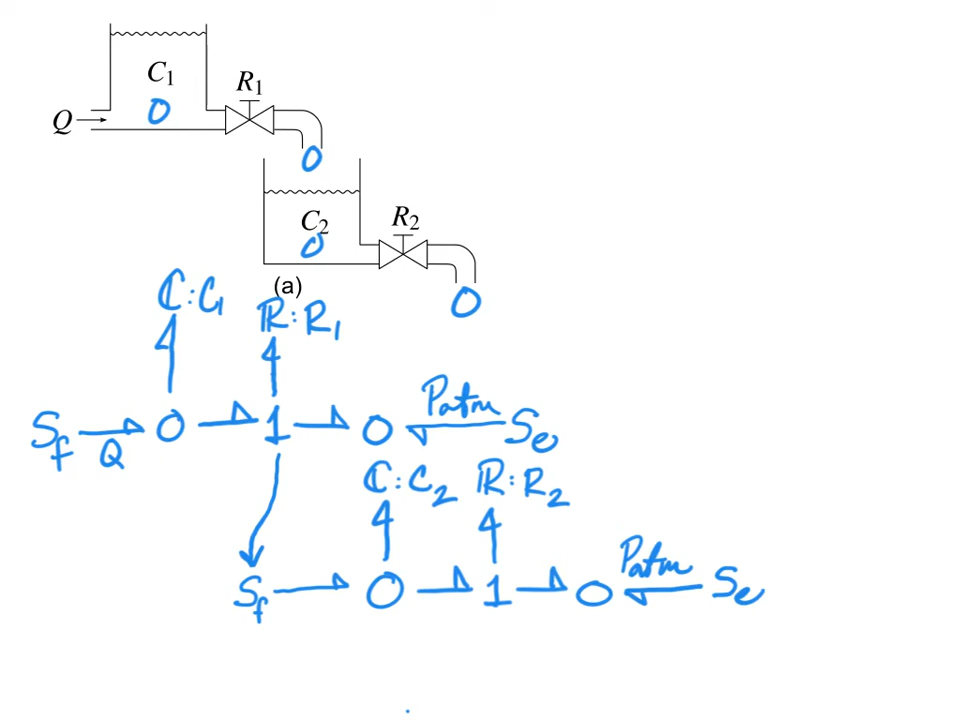 C1
R1
Q
0
0
C2
R2
0
(a)
0
C:C1
R:R1
Sf Q 0 1 0 Patm Se
C:C2 R:R2
Sf 0 1 0 Patm Se